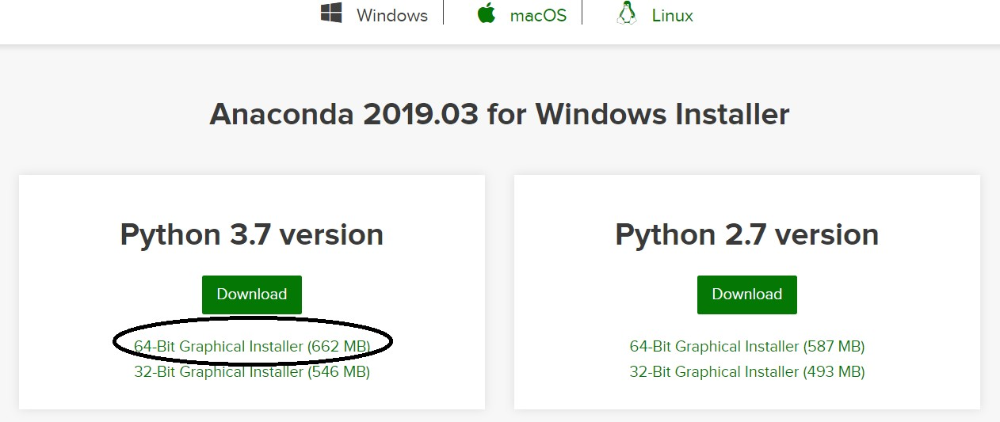 Windows macOS Linux
Anaconda 2019.03 for Windows Installer
Python 3.7 version
Download
64-Bit Graphical Installer (662 MB)
32-Bit Graphical Installer (546 MB)
Python 2.7 version
Download
64-Bit Graphical Installer (587 MB)
32-Bit Graphical Installer (493 MB)